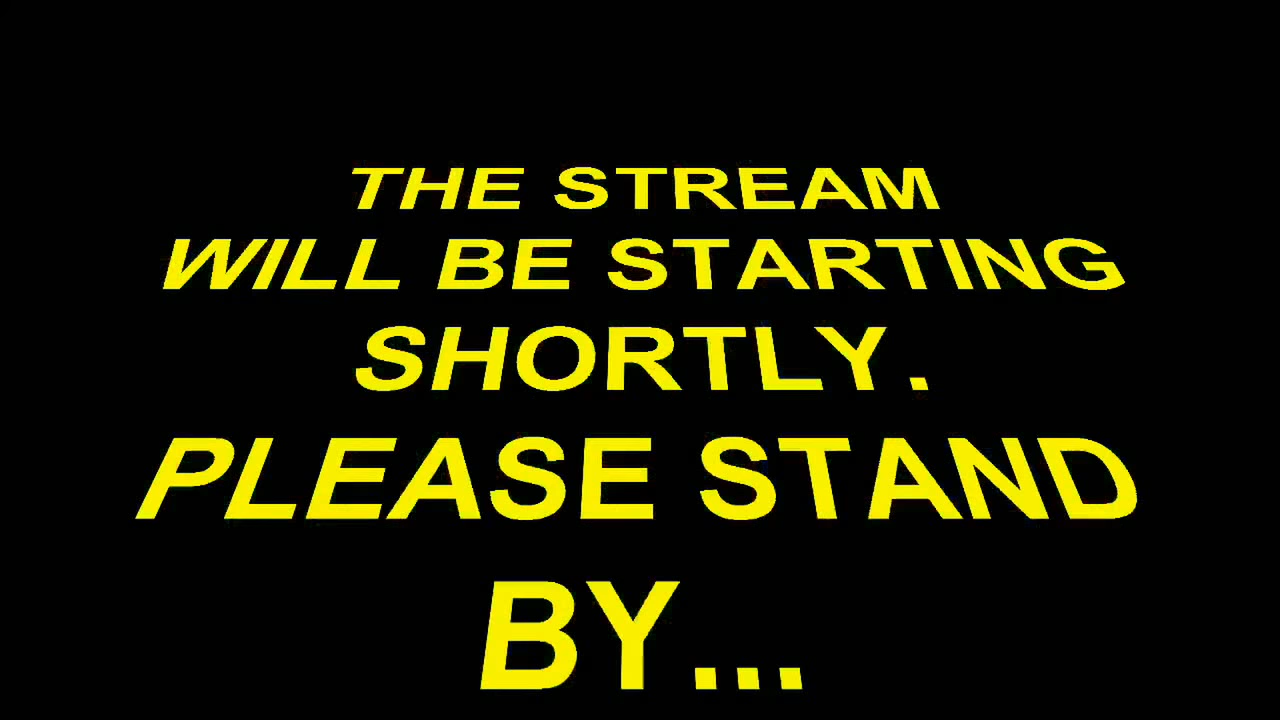 THE STREAM
WILL BE STARTING
SHORTLY.
PLEASE STAND
BY...